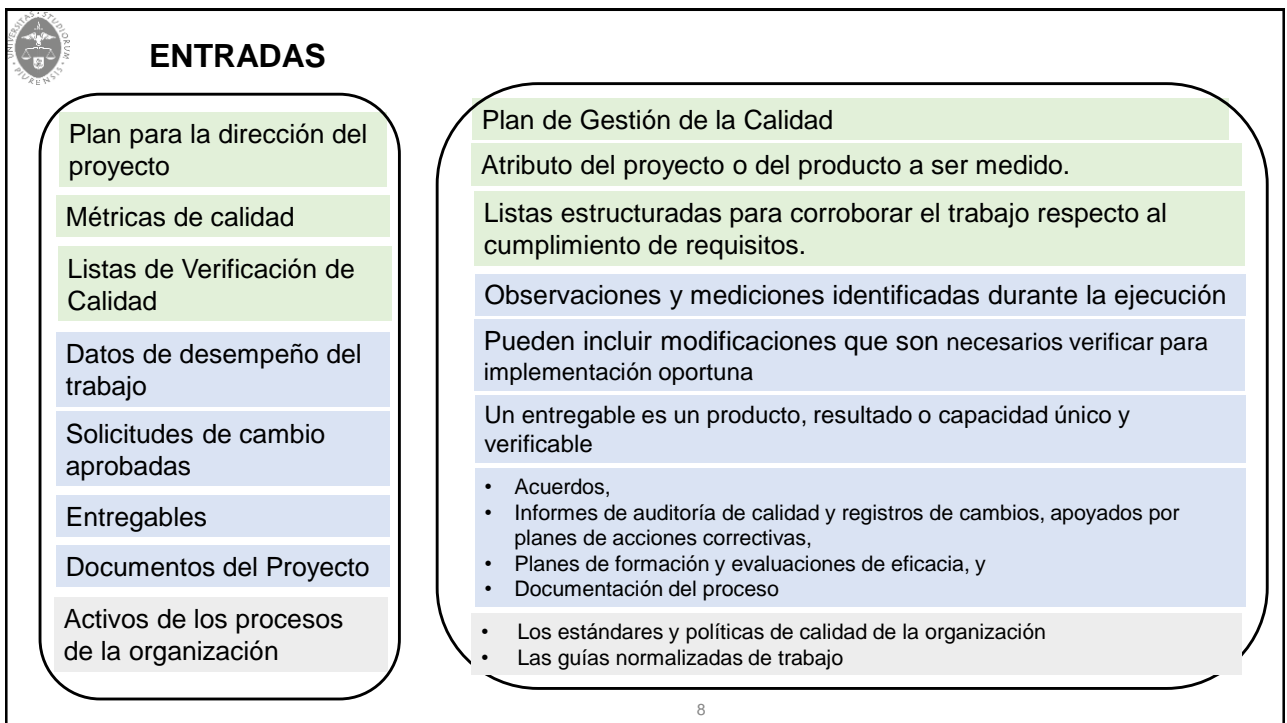 UNIVERSITAS · STUDIORUM · PIURENSIS
ENTRADAS
Plan para la dirección del
proyecto
Métricas de calidad
Listas de Verificación de
Calidad
Datos de desempeño del
trabajo
Solicitudes de cambio
aprobadas
Entregables
Documentos del Proyecto
Activos de los procesos
de la organización
Plan de Gestión de la Calidad
Atributo del proyecto o del producto a ser medido.
Listas estructuradas para corroborar el trabajo respecto al
cumplimiento de requisitos.
Observaciones y mediciones identificadas durante la ejecución
Pueden incluir modificaciones que son necesarios verificar para
implementación oportuna
Un entregable es un producto, resultado o capacidad único y
verificable
• Acuerdos,
• Informes de auditoría de calidad y registros de cambios, apoyados por
planes de acciones correctivas,
• Planes de formación y evaluaciones de eficacia, y
• Documentación del proceso
• Los estándares y políticas de calidad de la organización
• Las guías normalizadas de trabajo
8